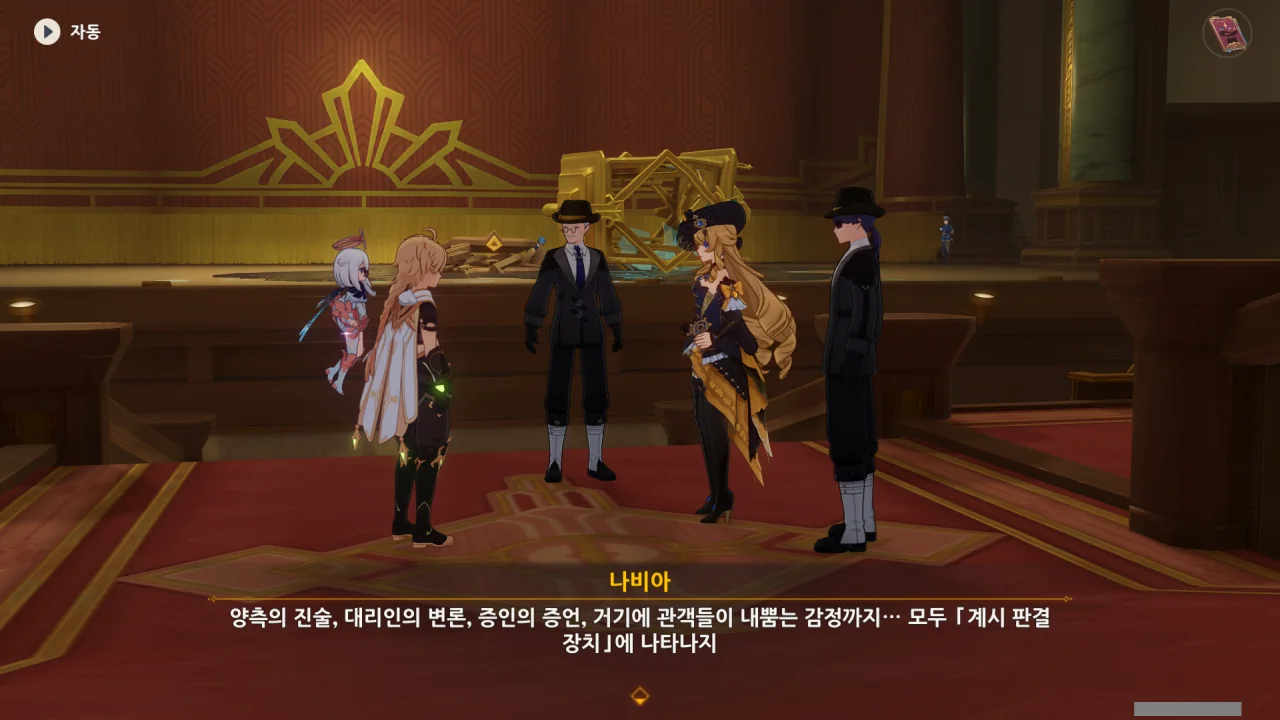 자동
나비아
양측의 진술, 대리인의 변론, 증인의 증언, 거기에 관객들이 내뿜는 감정까지… 모두 「계시 판결
장치」에 나타나지